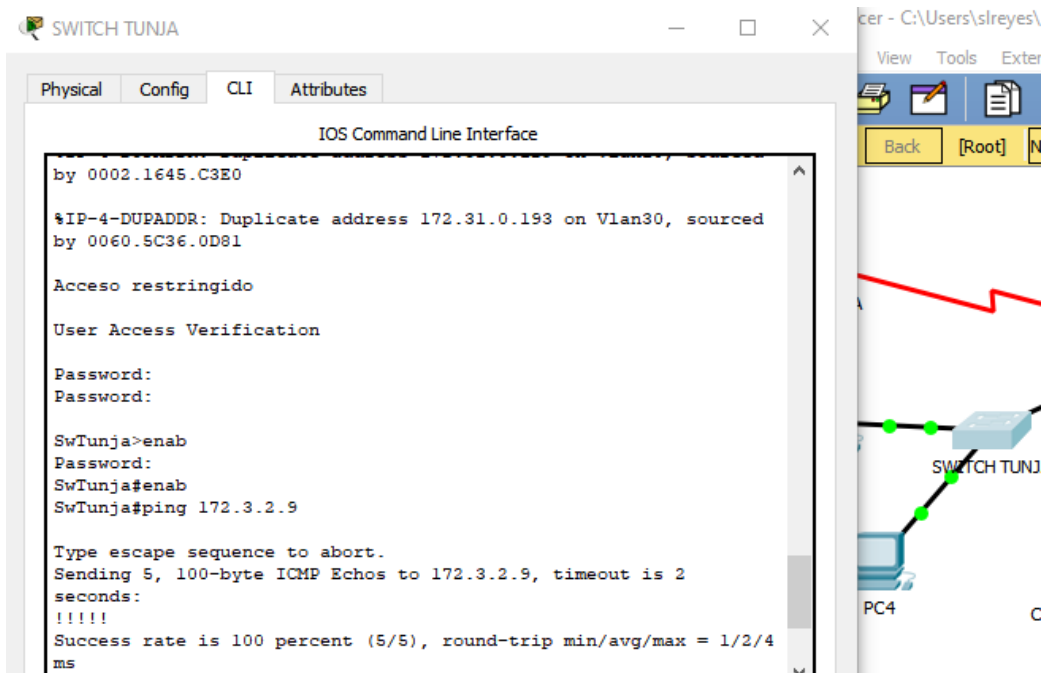 SWITCH TUNJA
Physical Config CLI Attributes
IOS Command Line Interface
by 0002.1645.C3E0
%IP-4-DUPADDR: Duplicate address 172.31.0.193 on Vlan30, sourced
by 0060.5C36.0D81
Acceso restringido
User Access Verification
Password:
Password:
SwTunja>enab
Password:
SwTunja#enab
SwTunja#ping 172.3.2.9
Type escape sequence to abort.
Sending 5, 100-byte ICMP Echos to 172.3.2.9, timeout is 2
seconds:
!!!!!
Success rate is 100 percent (5/5), round-trip min/avg/max = 1/2/4
ms
cer - C:\Users\slreyes\
View Tools Exter
Back [Root] N
A
SWITCH TUNJ
PC4